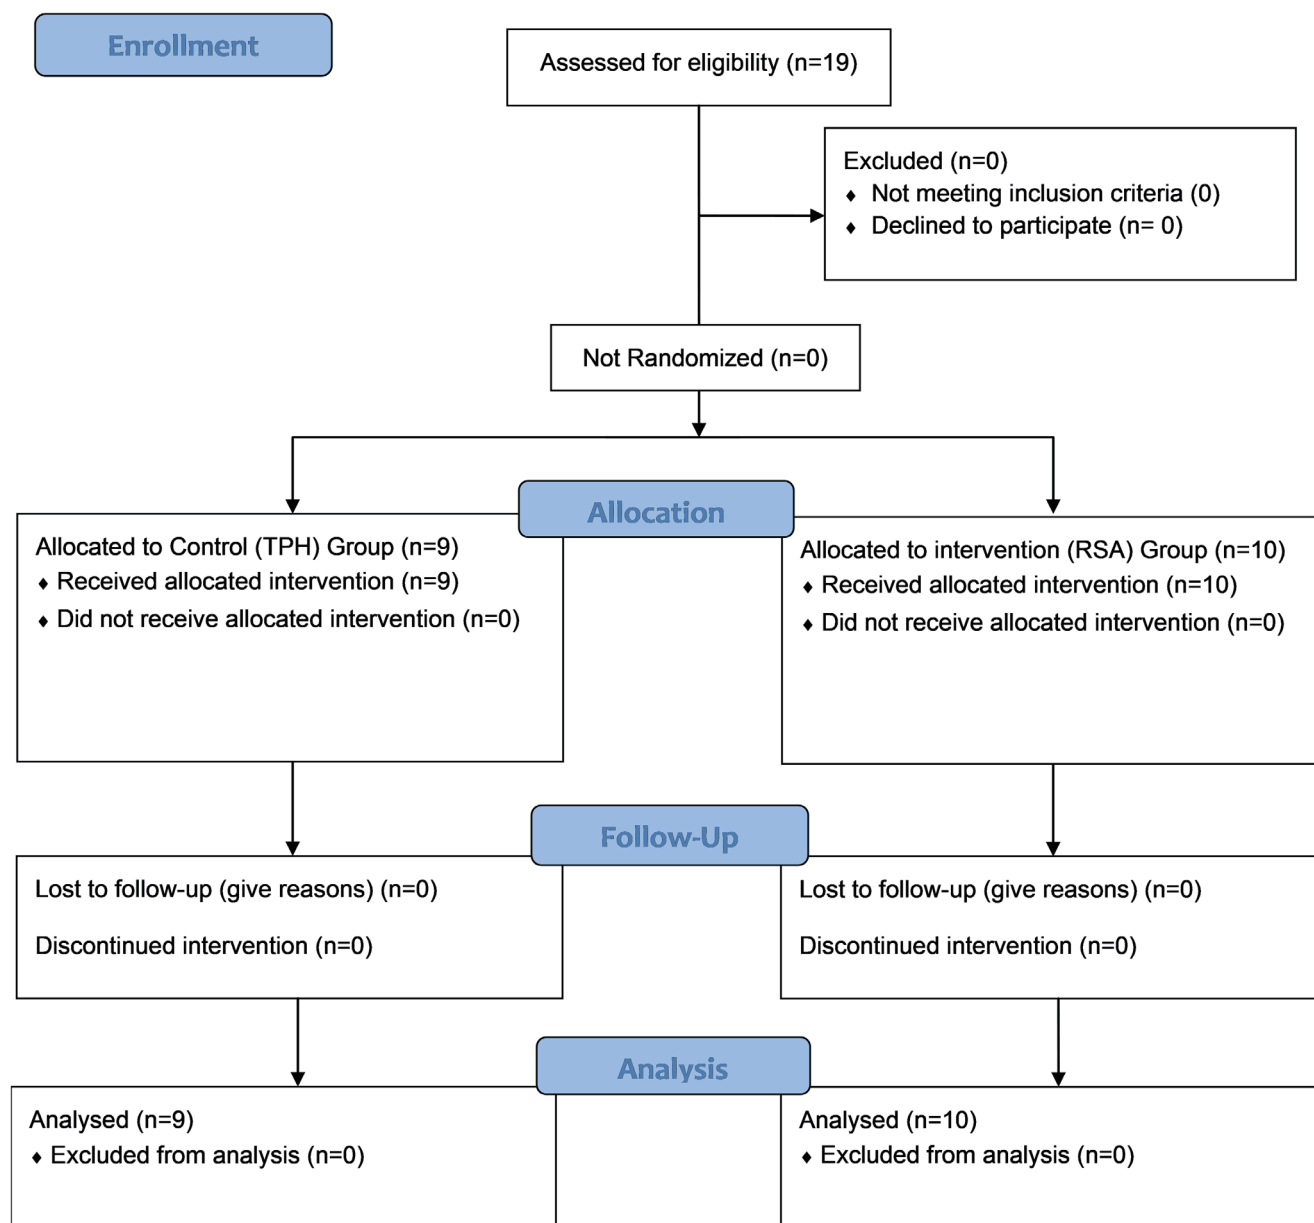 Enrollment
Assessed for eligibility (n=19)
Excluded (n=0)
♦ Not meeting inclusion criteria (0)
♦ Declined to participate (n= 0)
Not Randomized (n=0)
Allocation
Allocated to Control (TPH) Group (n=9)
♦ Received allocated intervention (n=9)
♦ Did not receive allocated intervention (n=0)
Allocated to intervention (RSA) Group (n=10)
♦ Received allocated intervention (n=10)
♦ Did not receive allocated intervention (n=0)
Follow-Up
Lost to follow-up (give reasons) (n=0)
Discontinued intervention (n=0)
Lost to follow-up (give reasons) (n=0)
Discontinued intervention (n=0)
Analysis
Analysed (n=9)
♦ Excluded from analysis (n=0)
Analysed (n=10)
♦ Excluded from analysis (n=0)